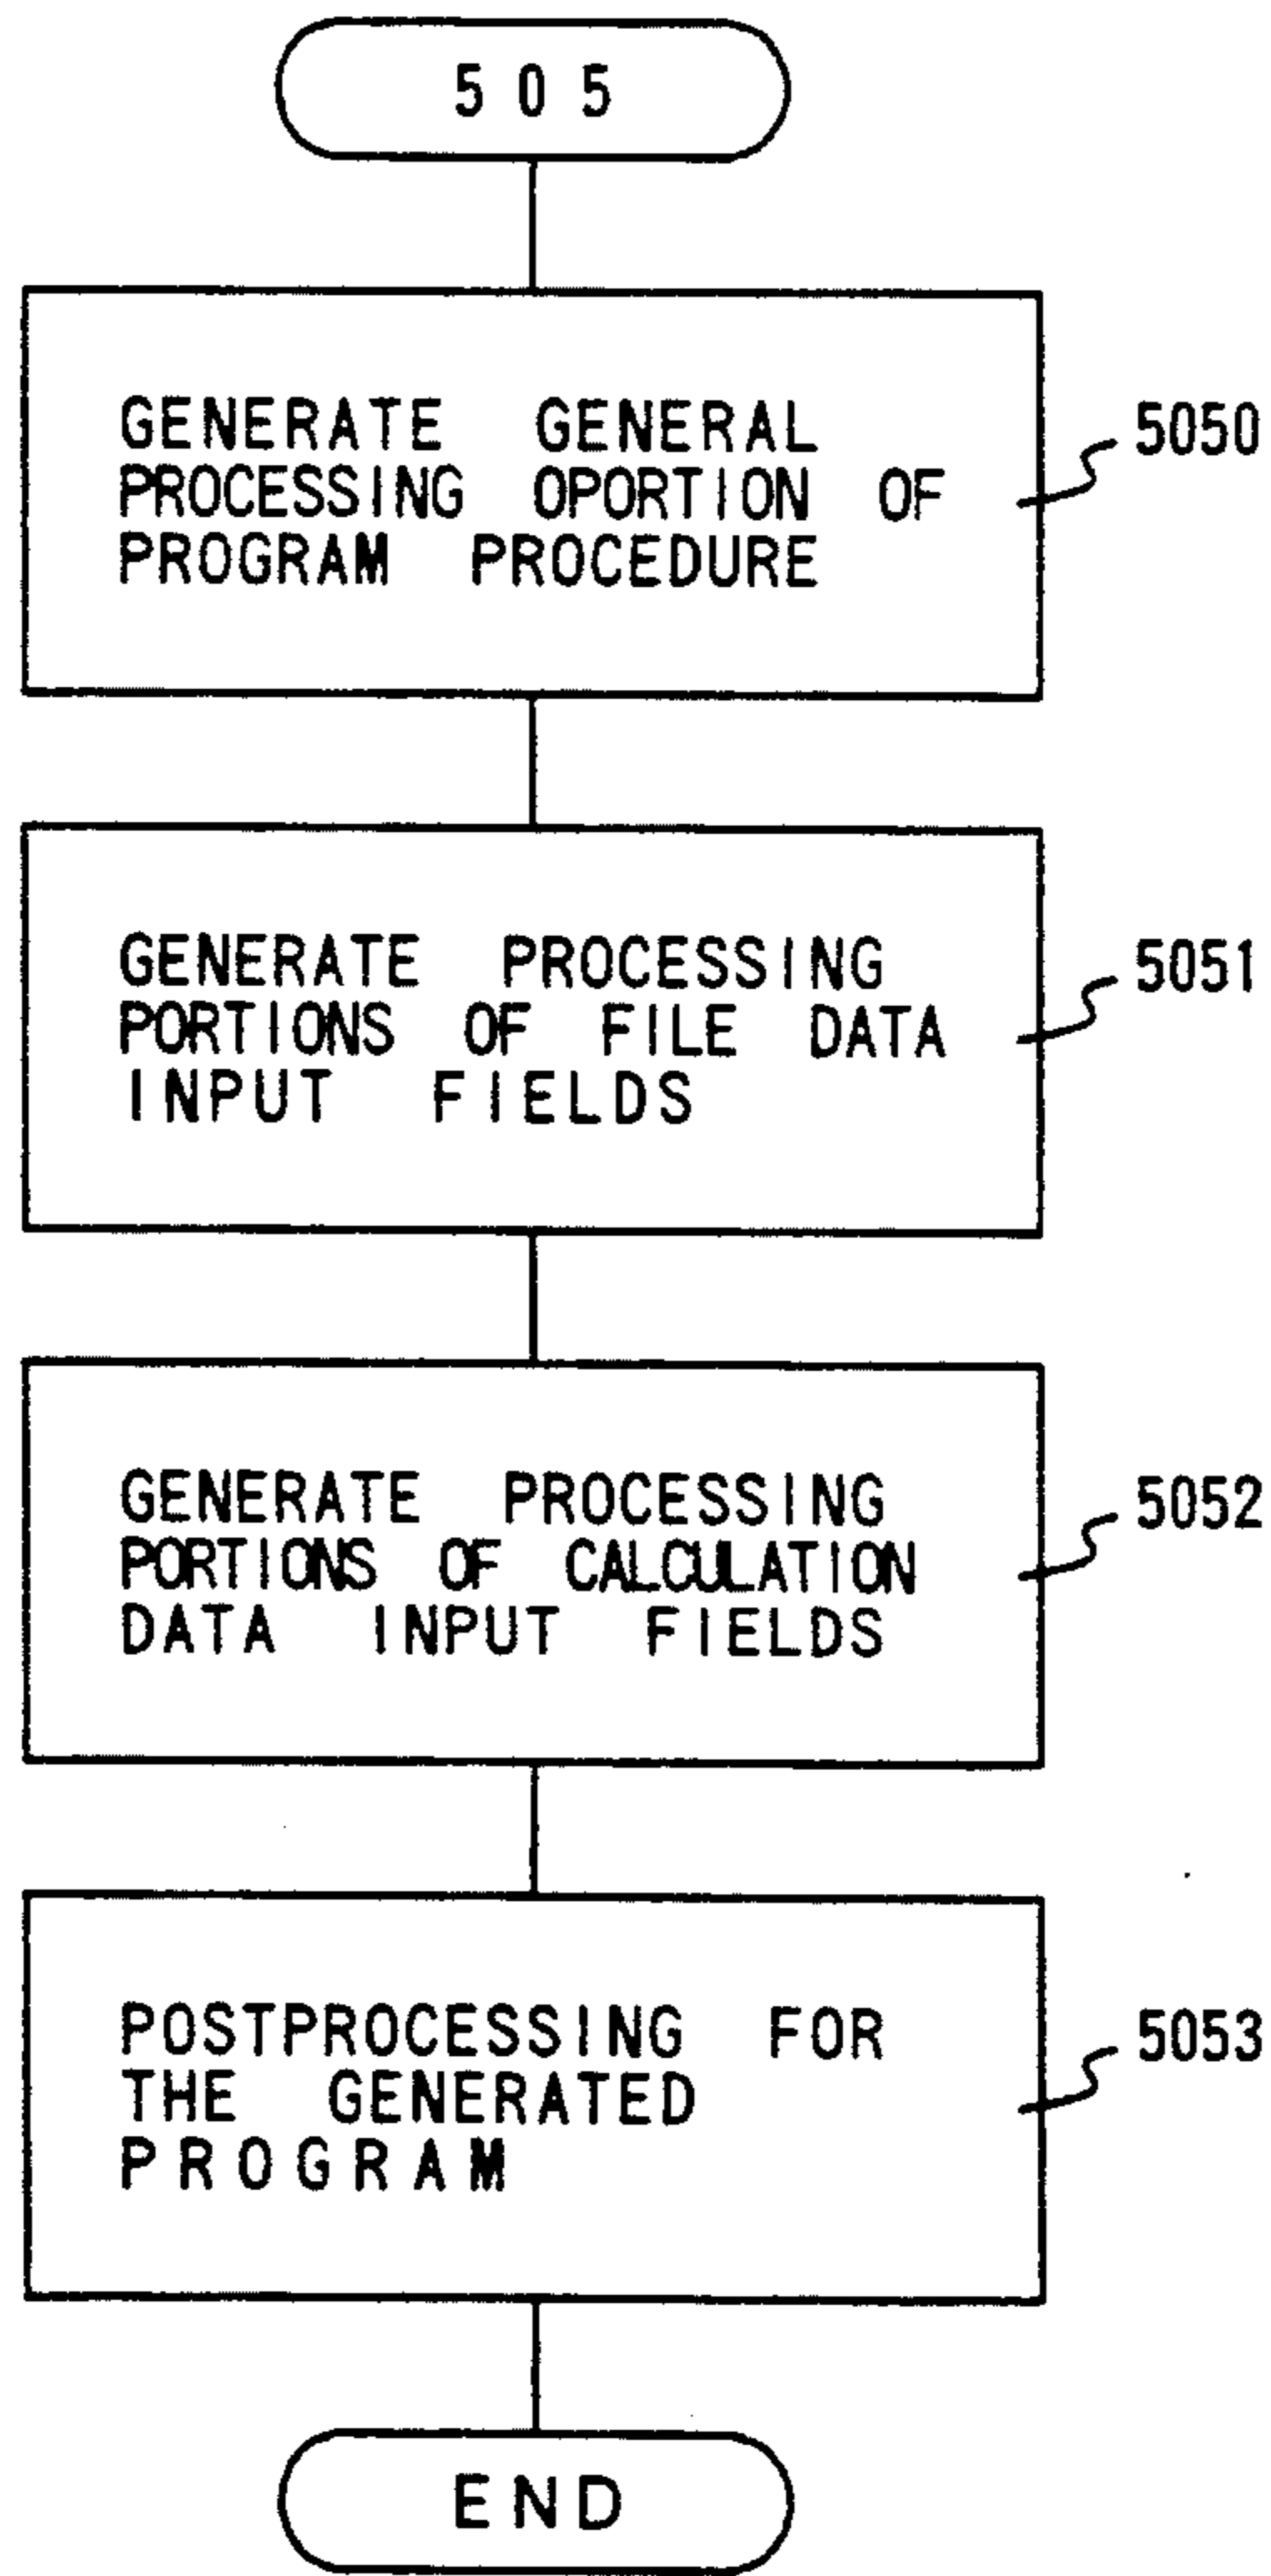 505
GENERATE GENERAL
PROCESSING OPORTION OF
PROGRAM PROCEDURE
5050
GENERATE PROCESSING
PORTIONS OF FILE DATA
INPUT FIELDS
5051
GENERATE PROCESSING
PORTIONS OF CALCULATION
DATA INPUT FIELDS
5052
POSTPROCESSING FOR
THE GENERATED
PROGRAM
5053
END